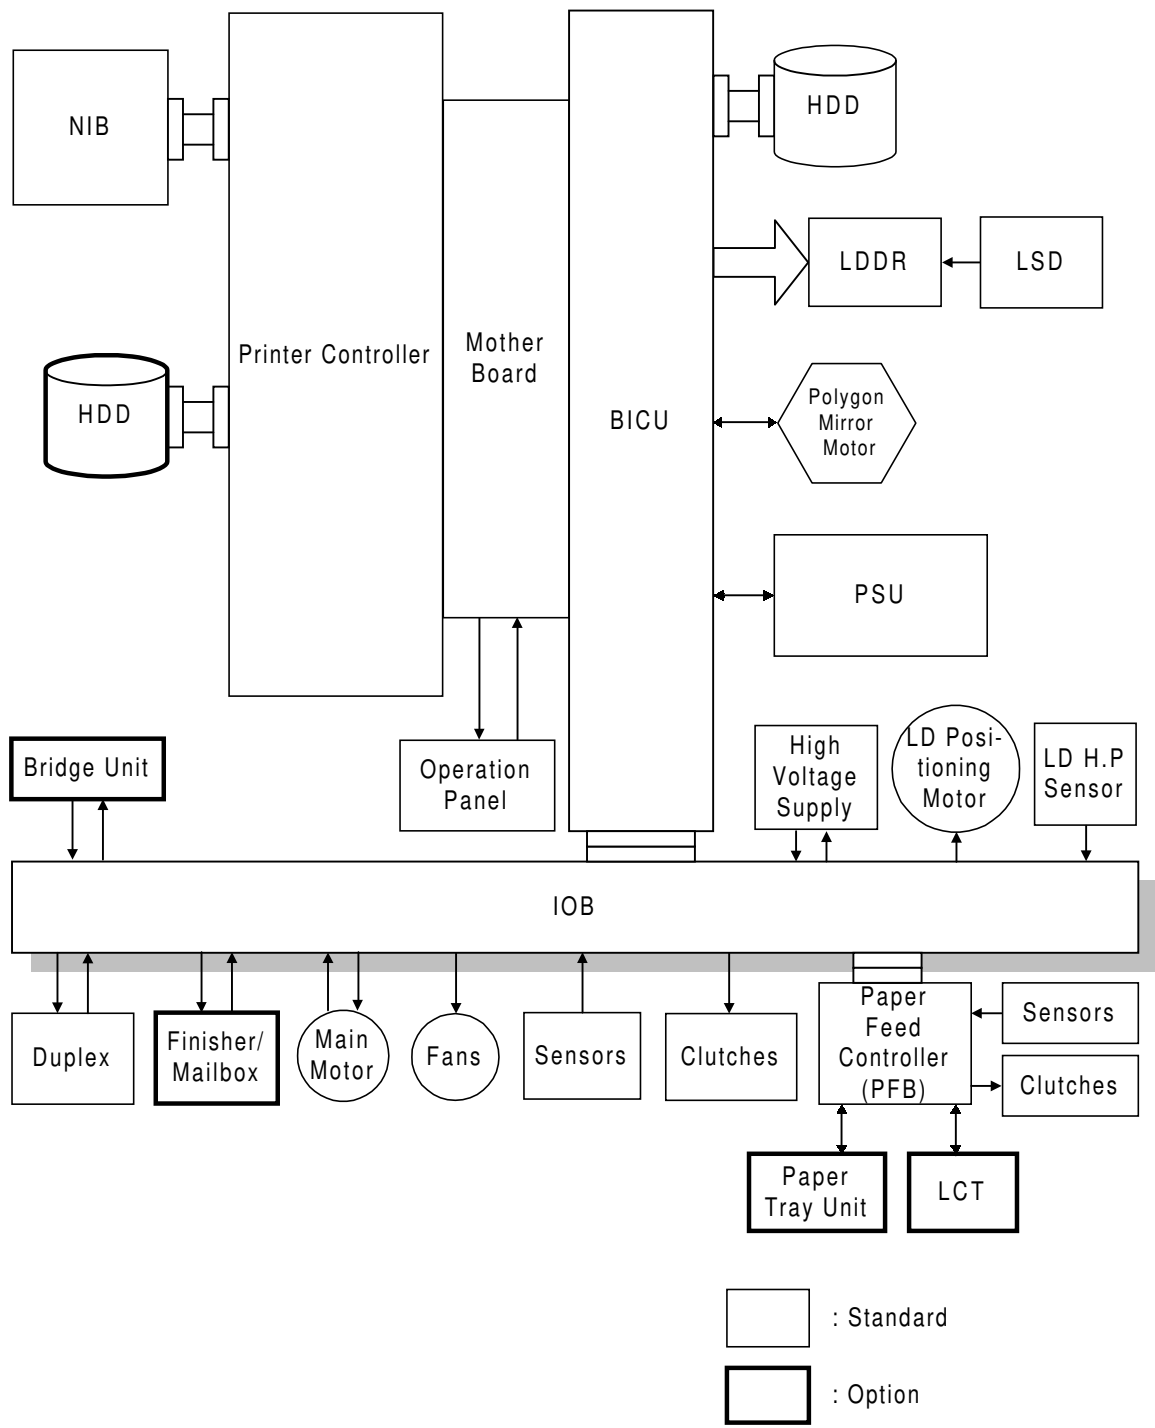 NIB
HDD
LDDR
LSD
Printer Controller
Mother
Board
HDD
BICU
Polygon
Mirror
Motor
PSU
Bridge Unit
Operation
Panel
High
Voltage
Supply
LD Posi-
tioning
Motor
LD H.P
Sensor
IOB
Duplex
Finisher/
Mailbox
Main
Motor
Fans
Sensors
Clutches
Paper
Feed
Controller
(PFB)
Sensors
Clutches
Paper
Tray Unit
LCT
: Standard
: Option